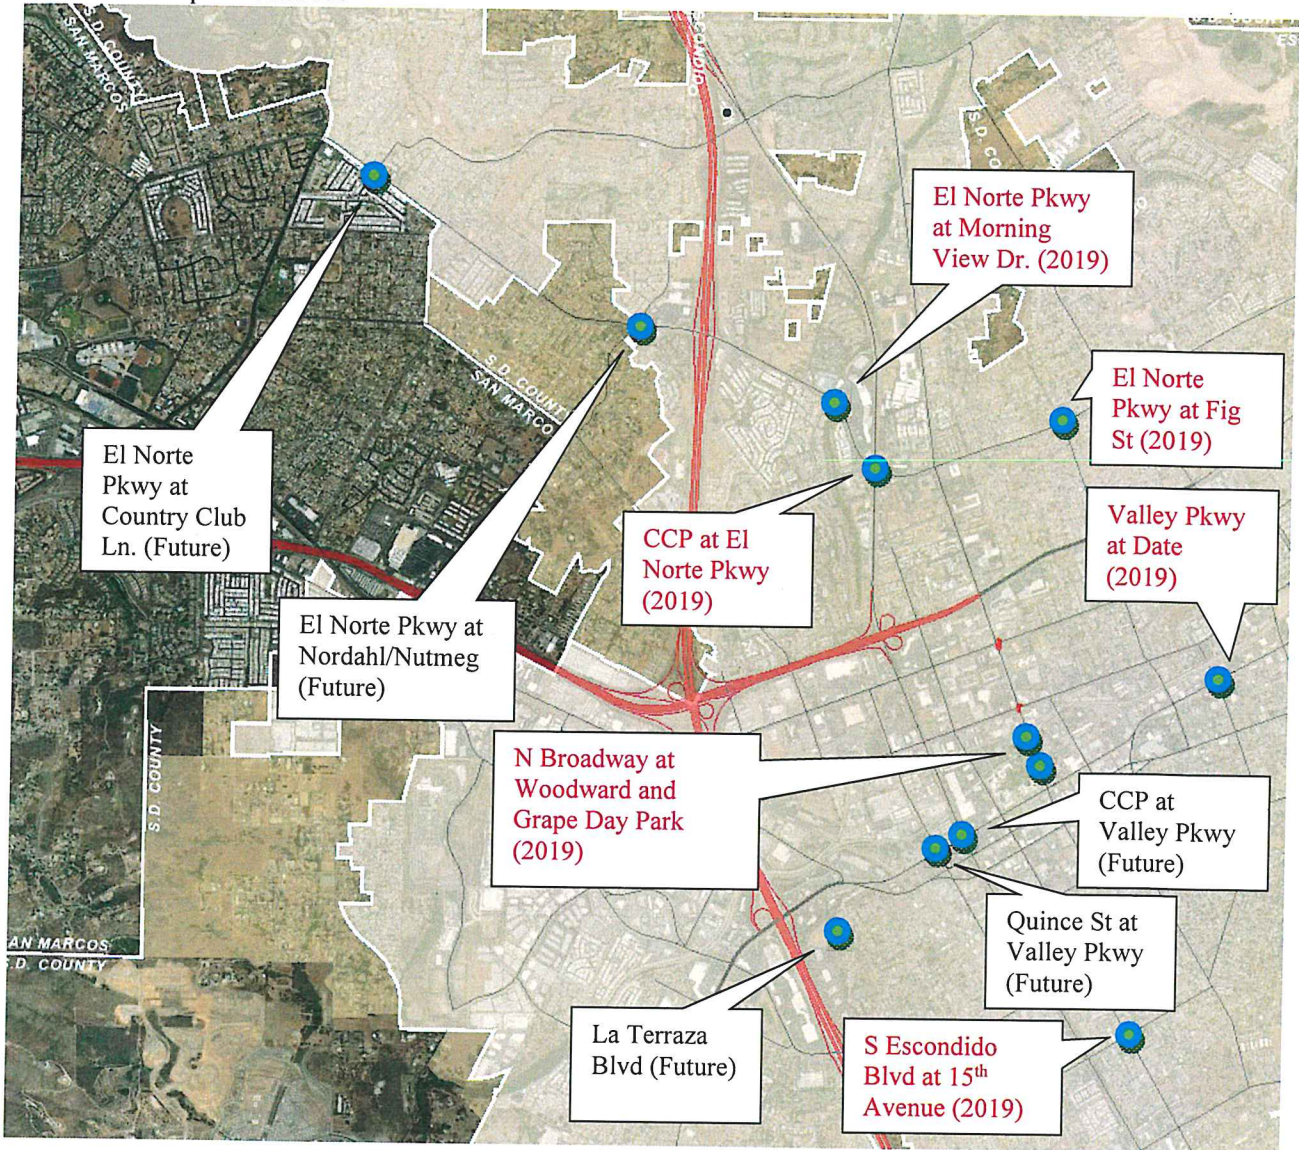 S.D. COUNTY
SAN MARCOS
S.D. COUNTY
ES
El Norte Pkwy
at Morning
View Dr. (2019)
El Norte
Pkwy at Fig
St (2019)
S.D. COUNT
SAN MARCO
El Norte
Pkwy at
Country Club
Ln. (Future)
CCP at El
Norte Pkwy
(2019)
Valley Pkwy
at Date
(2019)
El Norte Pkwy at
Nordahl/Nutmeg
(Future)
S.D. COUNTY
N Broadway at
Woodward and
Grape Day Park
(2019)
CCP at
Valley Pkwy
(Future)
Quince St at
Valley Pkwy
(Future)
AN MARCOS
S.D. COUNTY
La Terraza
Blvd (Future)
S Escondido
Blvd at 15th
Avenue (2019)